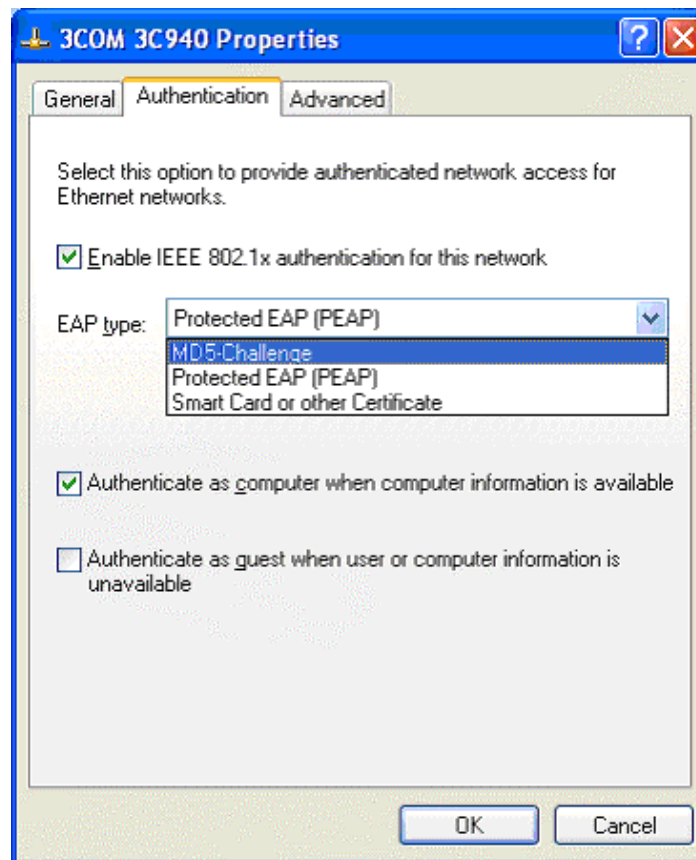 3COM 3C940 Properties
General Authentication Advanced
Select this option to provide authenticated network access for
Ethernet networks.
Enable IEEE 802.1x authentication for this network
EAP type: Protected EAP (PEAP)
MD5-Challenge
Protected EAP (PEAP)
Smart Card or other Certificate
Authenticate as computer when computer information is available
Authenticate as guest when user or computer information is
unavailable
OK Cancel